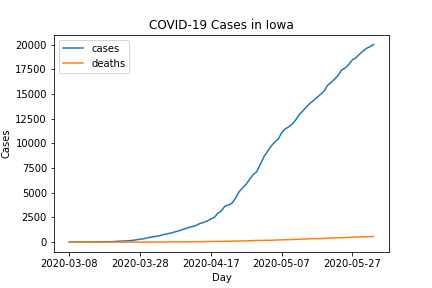 COVID-19 Cases in Iowa
cases
deaths
20000
17500
15000
12500
10000
7500
5000
2500
0
Cases
2020-03-08 2020-03-28 2020-04-17 2020-05-07 2020-05-27
Day